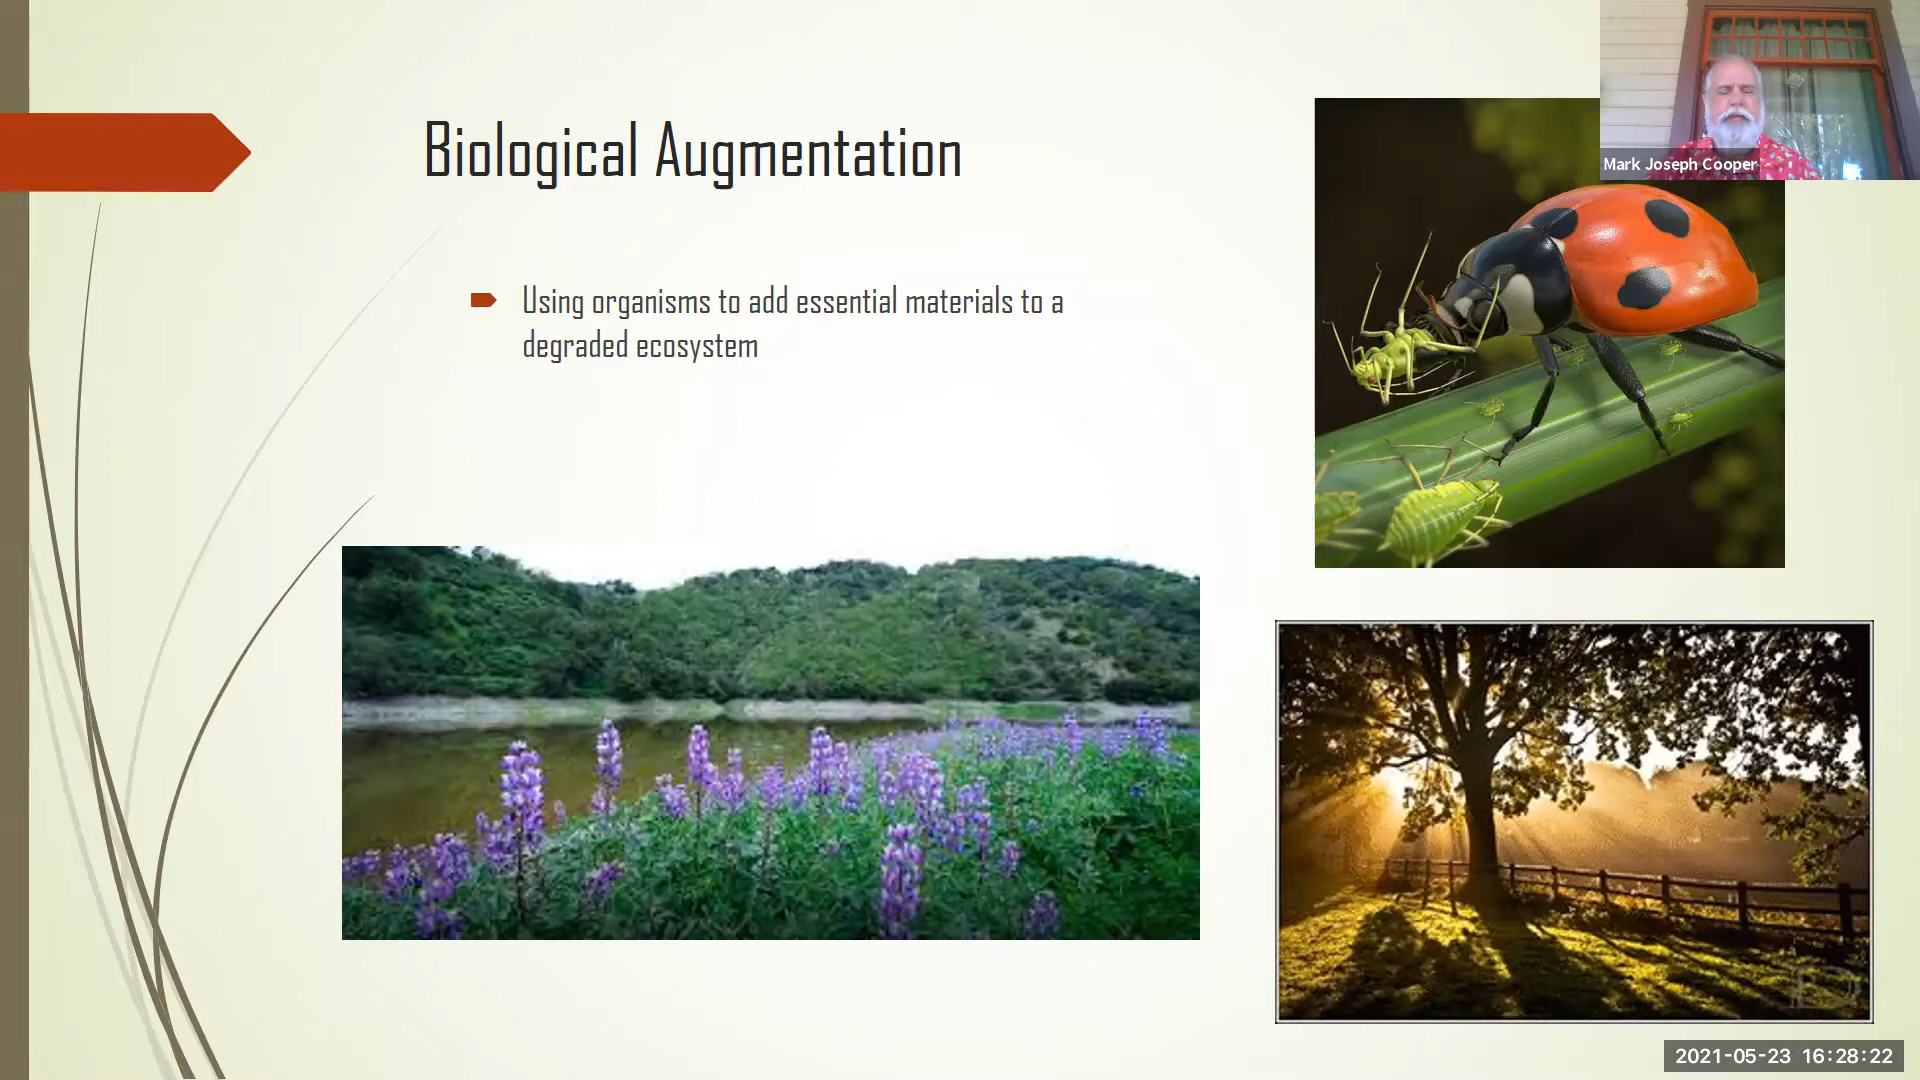 Biological Augmentation
Using organisms to add essential materials to a
degraded ecosystem
Mark Joseph Cooper
2021-05-23 16:28:22